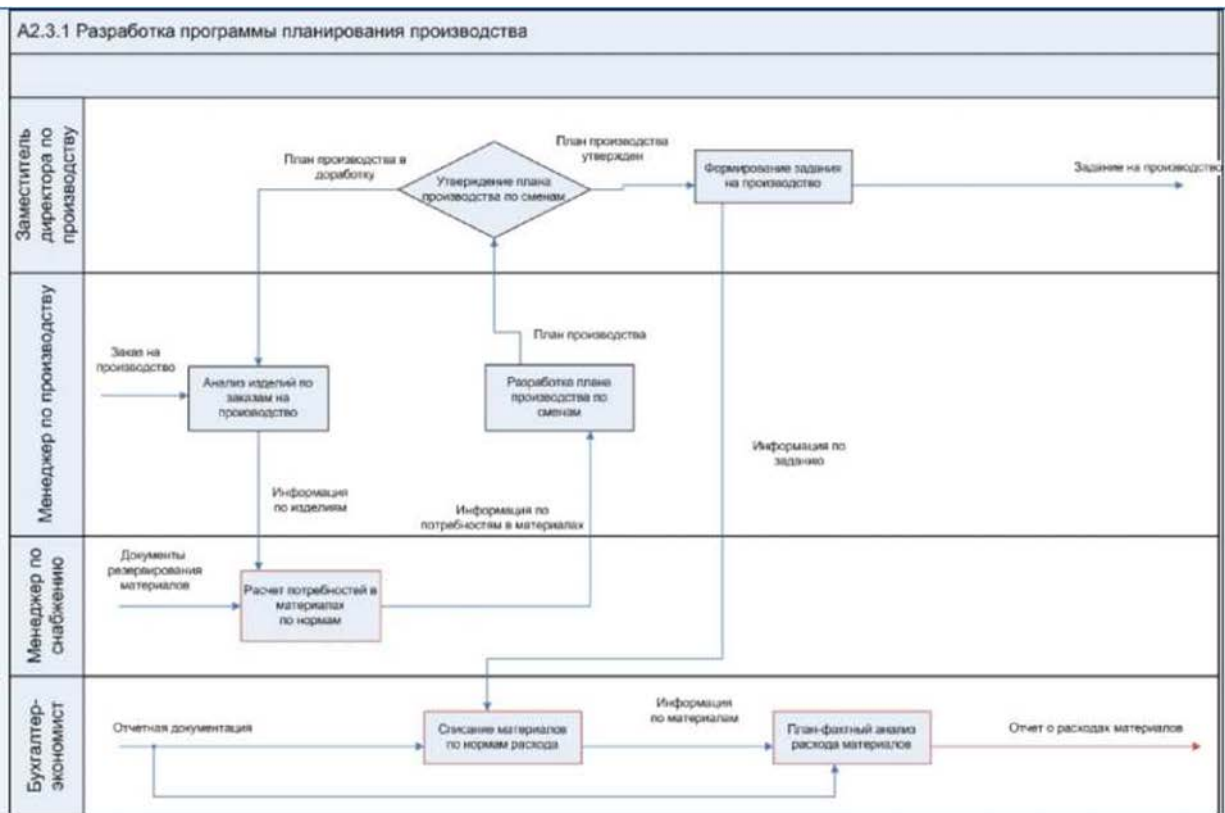 А2.3.1 Разработка программы планирования производства
Заместитель
директора по
производству
План производства в
доработку
Утверждение плана
производства по сменам
План производства
утвержден
Формирование задания
на производство
Задание на производство
Менеджер по производству
Заказ на
производство
Анализ изделий по
заказам на
производство
План производства
Разработка плана
производства по
сменам
Информация по
заданию
Информация
по изделиям
Информация по
потребностям в материалах
Менеджер по
снабжению
Документы
резервирования
материалов
Расчет потребностей в
материалах
по нормам
Бухгалтер-
экономист
Отчетная документация
Списание материалов
по нормам расхода
Информация
по материалам
План-фактный анализ
расхода материалов
Отчет о расходах материалов